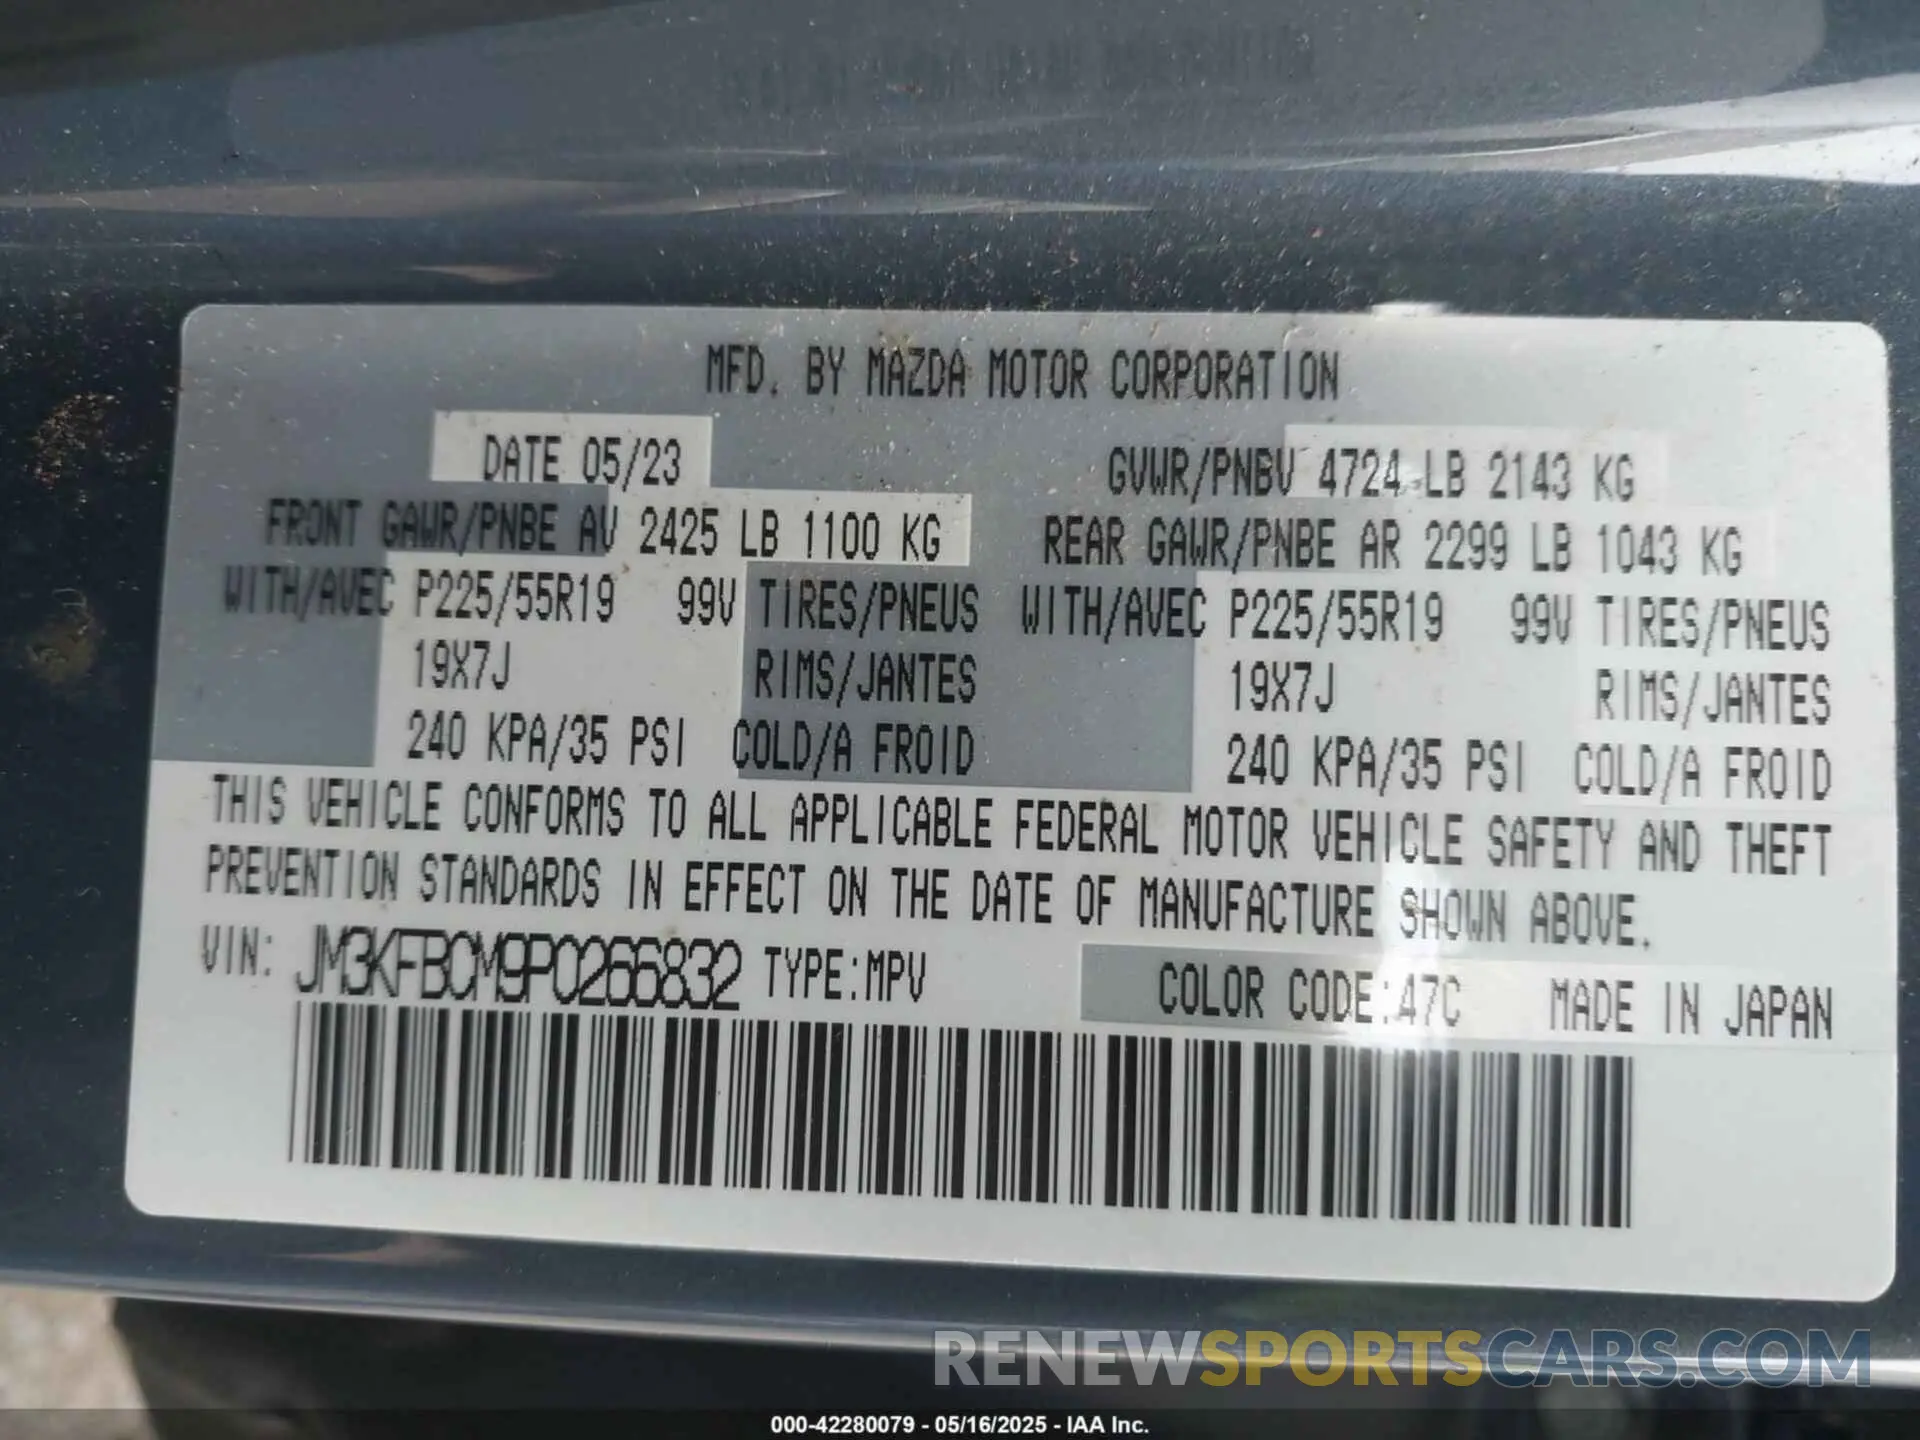 MFD. BY MAZDA MOTOR CORPORATION
DATE 05/23 GVWR/PNBV 4724 LB 2143 KG
FRONT GAWR/PNBE AV 2425 LB 1100 KG REAR GAWR/PNBE AR 2299 LB 1043 KG
WITH/AVEC P225/55R19 99V TIRES/PNEUS WITH/AVEC P225/55R19 99V TIRES/PNEUS
19X7J RIMS/JANTES 19X7J RIMS/JANTES
240 KPA/35 PSI COLD/A FROID 240 KPA/35 PSI COLD/A FROID
THIS VEHICLE CONFORMS TO ALL APPLICABLE FEDERAL MOTOR VEHICLE SAFETY AND THEFT
PREVENTION STANDARDS IN EFFECT ON THE DATE OF MANUFACTURE SHOWN ABOVE.
VIN: JM3KFBCM9P0266832 TYPE:MPV COLOR CODE:47C MADE IN JAPAN
RENEWSPORTSCARS.COM
000-42280079 - 05/16/2025 - IAA Inc.